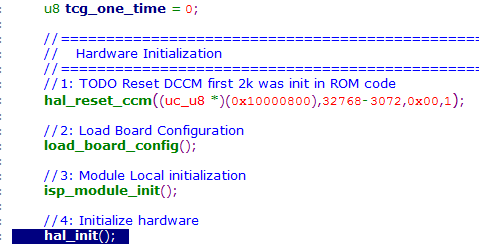 u8 tcg_one_time = 0;
//================================================
// Hardware Initialization
//================================================
//1: TODO Reset DCCM first 2k was init in ROM code
hal_reset_ccm((uc_u8 *)(0x10000800),32768-3072,0x00,1);
//2: Load Board Configuration
load_board_config();
//3: Module Local initialization
isp_module_init();
//4: Initialize hardware
hal_init();